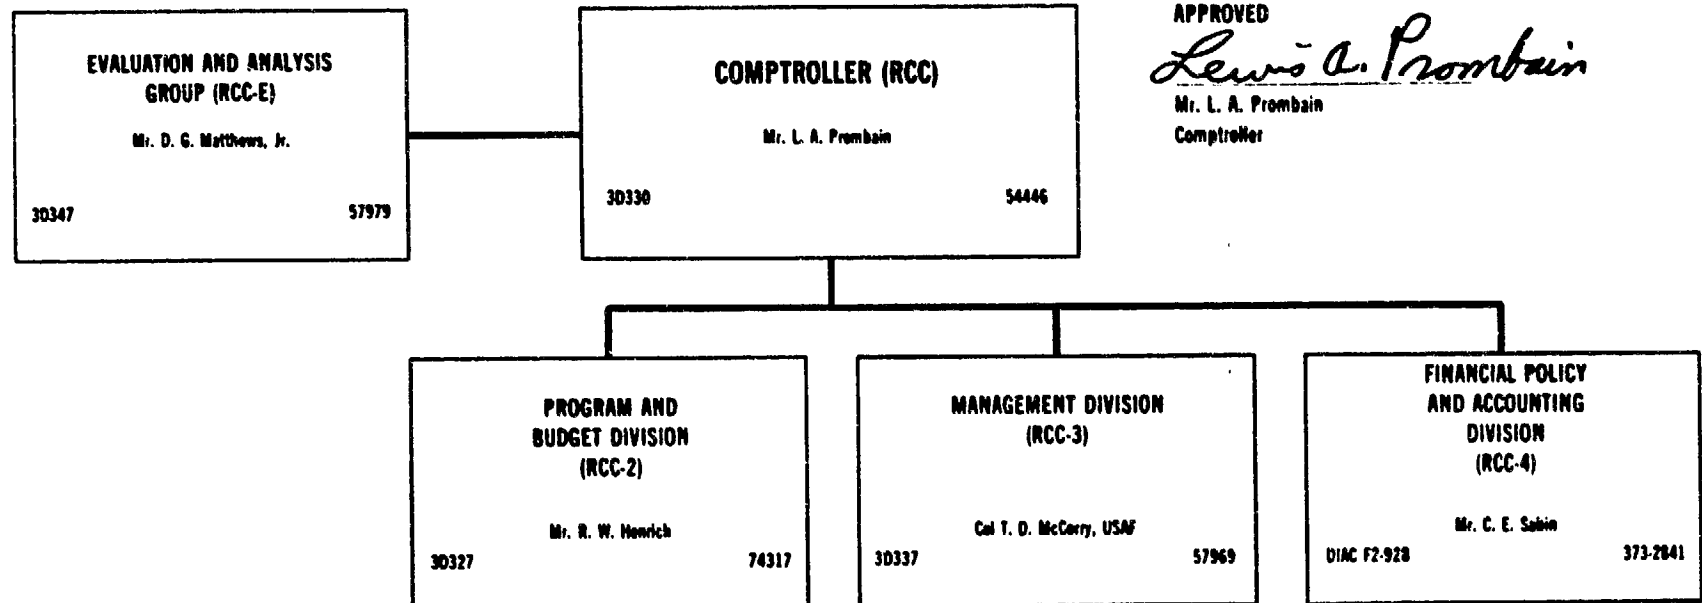 EVALUATION AND ANALYSIS
GROUP (RCC-E)
Mr. D. G. Matthews, Jr.
3D347 57979
COMPTROLLER (RCC)
Mr. L. A. Prombain
3D330 54446
APPROVED
Lewis A. Prombain
Mr. L. A. Prombain
Comptroller
PROGRAM AND
BUDGET DIVISION
(RCC-2)
Mr. R. W. Henrich
3D327 74317
MANAGEMENT DIVISION
(RCC-3)
Col T. D. McCorry, USAF
3D337 57969
FINANCIAL POLICY
AND ACCOUNTING
DIVISION
(RCC-4)
Mr. C. E. Sabin
DIAC F2-928 373-2841